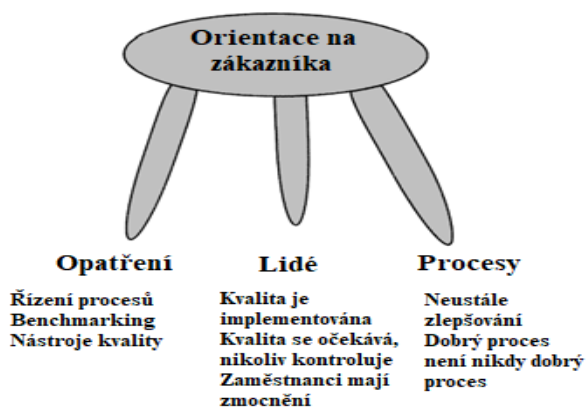 Orientace na
zákazníka
Opatření
Řízení procesů
Benchmarking
Nástroje kvality
Lidé
Kvalita je
implementována
Kvalita se očekává,
nikoliv kontroluje
Zaměstnanci mají
zmocnění
Procesy
Neustále
zlepšování
Dobrý proces
není nikdy dobrý
proces